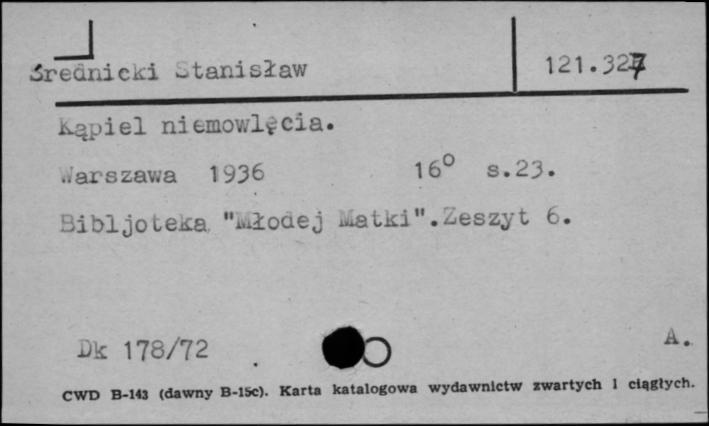 Średnicki Stanisław 121.327
Kąpiel niemowlęcia.
Warszawa 1936 16° s.23.
Bibljoteka "Młodej Matki".Zeszyt 6.
Dk 178/72 A.
CWD B-143 (dawny B-15c). Karta katalogowa wydawnictw zwartych i ciągłych.